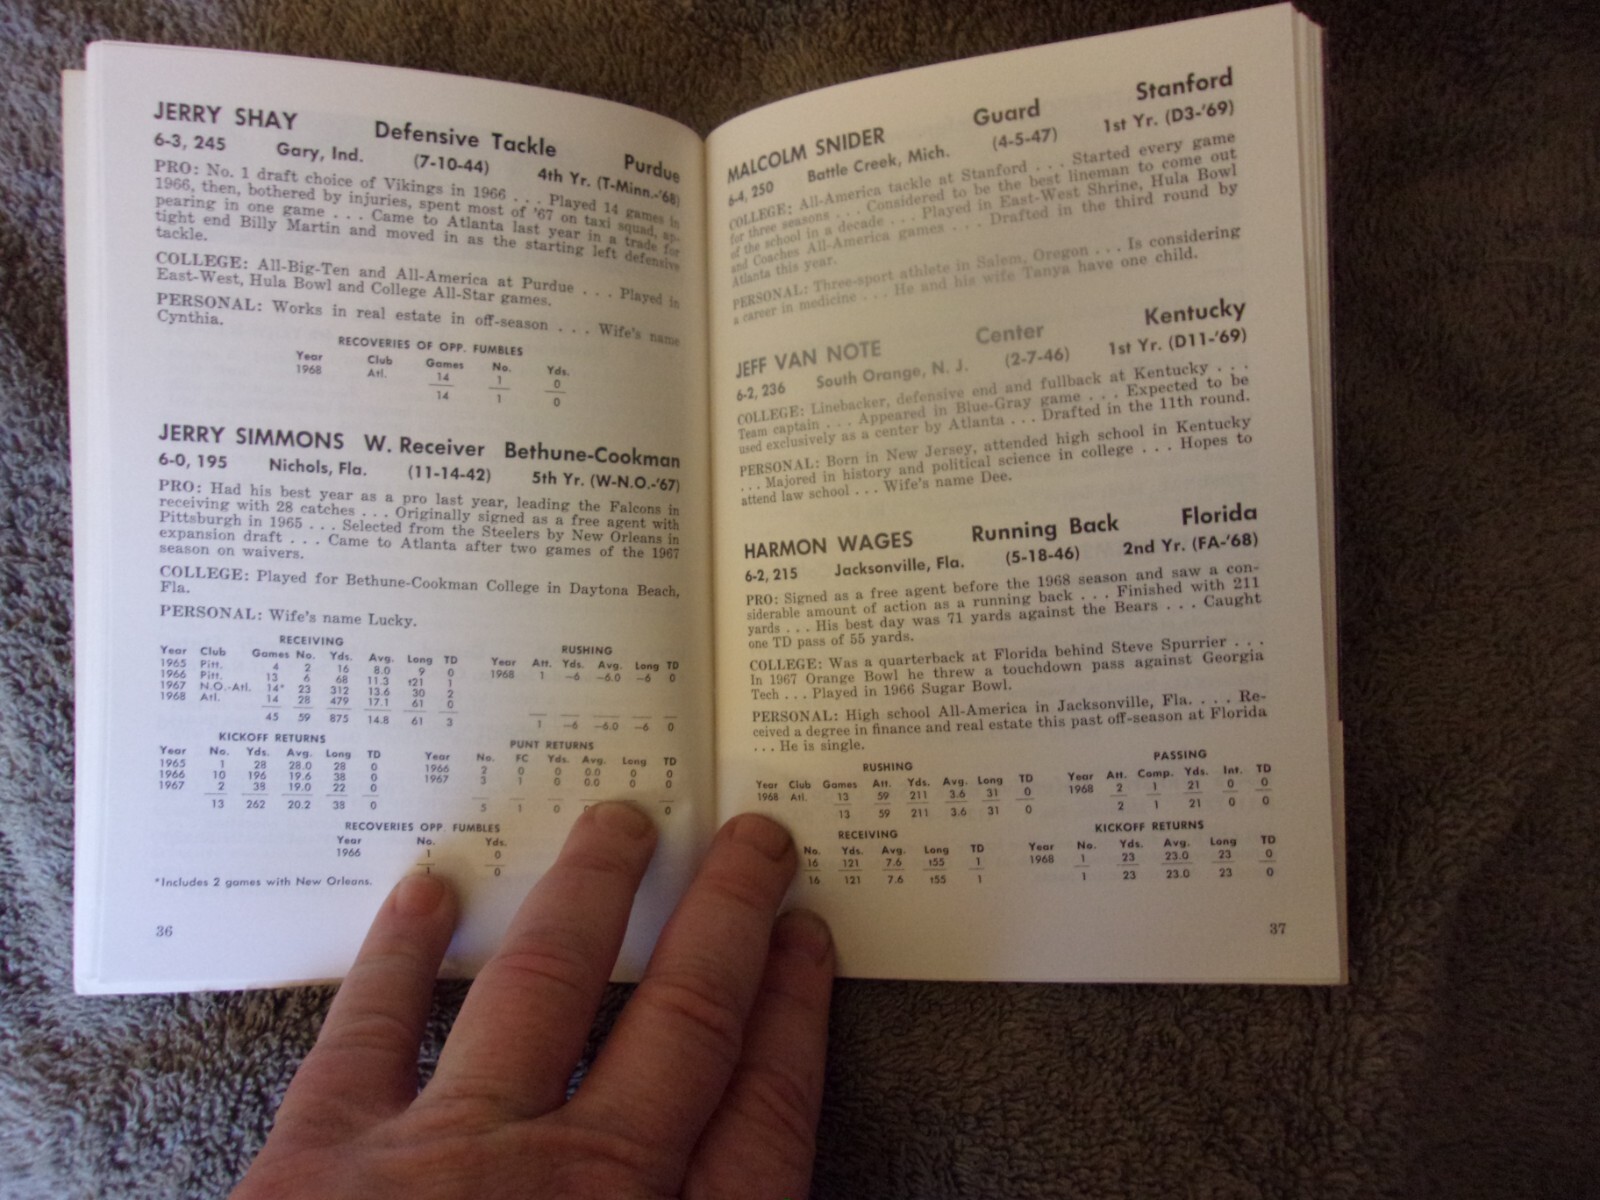 JERRY SHAY Defensive Tackle Purdue
6-3, 245 Gary, Ind. (7-10-44) 4th Yr. (T-Minn.-'68)
PRO: No. 1 draft choice of Vikings in 1966 . . . Played 14 games in
1966, then, bothered by injuries, spent most of '67 on taxi squad, ap-
pearing in one game . . . Came to Atlanta last year in a trade for
tight end Billy Martin and moved in as the starting left defensive
tackle.
COLLEGE: All-Big-Ten and All-America at Purdue . . . Played in
East-West, Hula Bowl and College All-Star games.
PERSONAL: Works in real estate in off-season . . . Wife's name
Cynthia.
RECOVERIES OF OPP. FUMBLES
Year Club Games No. Yds.
1968 Atl. 14 1 0
14 1 0
JERRY SIMMONS W. Receiver Bethune-Cookman
6-0, 195 Nichols, Fla. (11-14-42) 5th Yr. (W-N.O.-'67)
PRO: Had his best year as a pro last year, leading the Falcons in
receiving with 28 catches . . . Originally signed as a free agent with
Pittsburgh in 1965 . . . Selected from the Steelers by New Orleans in
expansion draft . . . Came to Atlanta after two games of the 1967
season on waivers.
COLLEGE: Played for Bethune-Cookman College in Daytona Beach,
Fla.
PERSONAL: Wife's name Lucky.
RECEIVING
Year Club Games No. Yds. Avg. Long TD
1965 Pitt. 4 2 16 8.0 9 0
1966 Pitt. 13 6 68 11.3 t21 1
1967 N.O.-Atl. 14* 23 312 13.6 30 2
1968 Atl. 14 28 479 17.1 61 0
45 59 875 14.8 61 3
RUSHING
Year Att. Yds. Avg. Long TD
1968 1 –6 –6.0 –6 0
1 –6 –6.0 –6 0
KICKOFF RETURNS
Year No. Yds. Avg. Long TD
1965 1 28 28.0 28 0
1966 10 196 19.6 38 0
1967 2 38 19.0 22 0
13 262 20.2 38 0
PUNT RETURNS
Year No. FC Yds. Avg. Long TD
1966 2 0 0 0.0 0 0
1967 3 1 0 0.0 0 0
5 1 0 0
RECOVERIES OPP. FUMBLES
Year No. Yds.
1966 1 0
1 0
*Includes 2 games with New Orleans.
36
MALCOLM SNIDER Guard Stanford
6-4, 250 Battle Creek, Mich. (4-5-47) 1st Yr. (D3-'69)
COLLEGE: All-America tackle at Stanford . . . Started every game
for three seasons . . . Considered to be the best lineman to come out
of the school in a decade . . . Played in East-West Shrine, Hula Bowl
and Coaches All-America games . . . Drafted in the third round by
Atlanta this year.
PERSONAL: Three-sport athlete in Salem, Oregon . . . Is considering
a career in medicine . . . He and his wife Tanya have one child.
JEFF VAN NOTE Center Kentucky
6-2, 236 South Orange, N. J. (2-7-46) 1st Yr. (D11-'69)
COLLEGE: Linebacker, defensive end and fullback at Kentucky . . .
Team captain . . . Appeared in Blue-Gray game . . . Expected to be
used exclusively as a center by Atlanta . . . Drafted in the 11th round.
PERSONAL: Born in New Jersey, attended high school in Kentucky
. . . Majored in history and political science in college . . . Hopes to
attend law school . . . Wife's name Dee.
HARMON WAGES Running Back Florida
6-2, 215 Jacksonville, Fla. (5-18-46) 2nd Yr. (FA-'68)
PRO: Signed as a free agent before the 1968 season and saw a con-
siderable amount of action as a running back . . . Finished with 211
yards . . . His best day was 71 yards against the Bears . . . Caught
one TD pass of 55 yards.
COLLEGE: Was a quarterback at Florida behind Steve Spurrier . . .
In 1967 Orange Bowl he threw a touchdown pass against Georgia
Tech . . . Played in 1966 Sugar Bowl.
PERSONAL: High school All-America in Jacksonville, Fla. . . . Re-
ceived a degree in finance and real estate this past off-season at Florida
. . . He is single.
RUSHING
Year Club Games Att. Yds. Avg. Long TD
1968 Atl. 13 59 211 3.6 31 0
13 59 211 3.6 31 0
PASSING
Year Att. Comp. Yds. Int. TD
1968 2 1 21 0 0
2 1 21 0 0
RECEIVING
No. Yds. Avg. Long TD
16 121 7.6 t55 1
16 121 7.6 t55 1
KICKOFF RETURNS
Year No. Yds. Avg. Long TD
1968 1 23 23.0 23 0
1 23 23.0 23 0
37